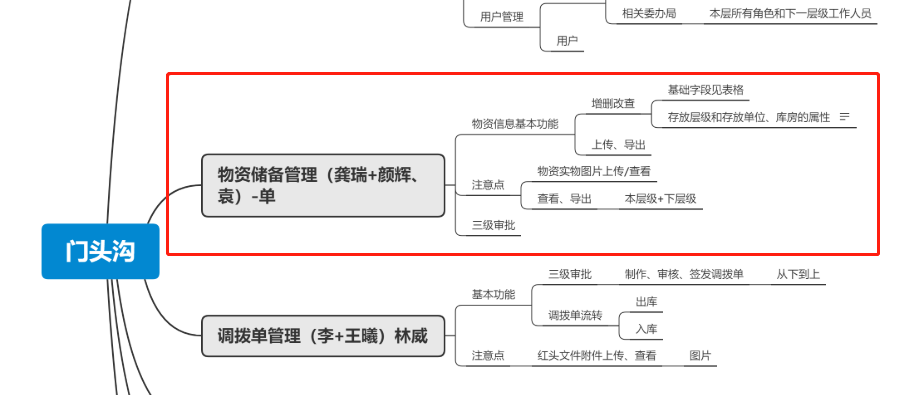 相关委办局
本层所有角色和下一层级工作人员
用户管理
用户
基础字段见表格
增删改查
存放层级和存放单位、库房的属性
物资信息基本功能
上传、导出
物资储备管理（龚瑞+颜辉、
袁）-单
物资实物图片上传/查看
注意点
查看、导出
本层级+下层级
三级审批
门头沟
三级审批
制作、审核、签发调拨单
从下到上
基本功能
出库
调拨单流转
入库
调拨单管理（李+王曦）林威
注意点
红头文件附件上传、查看
图片